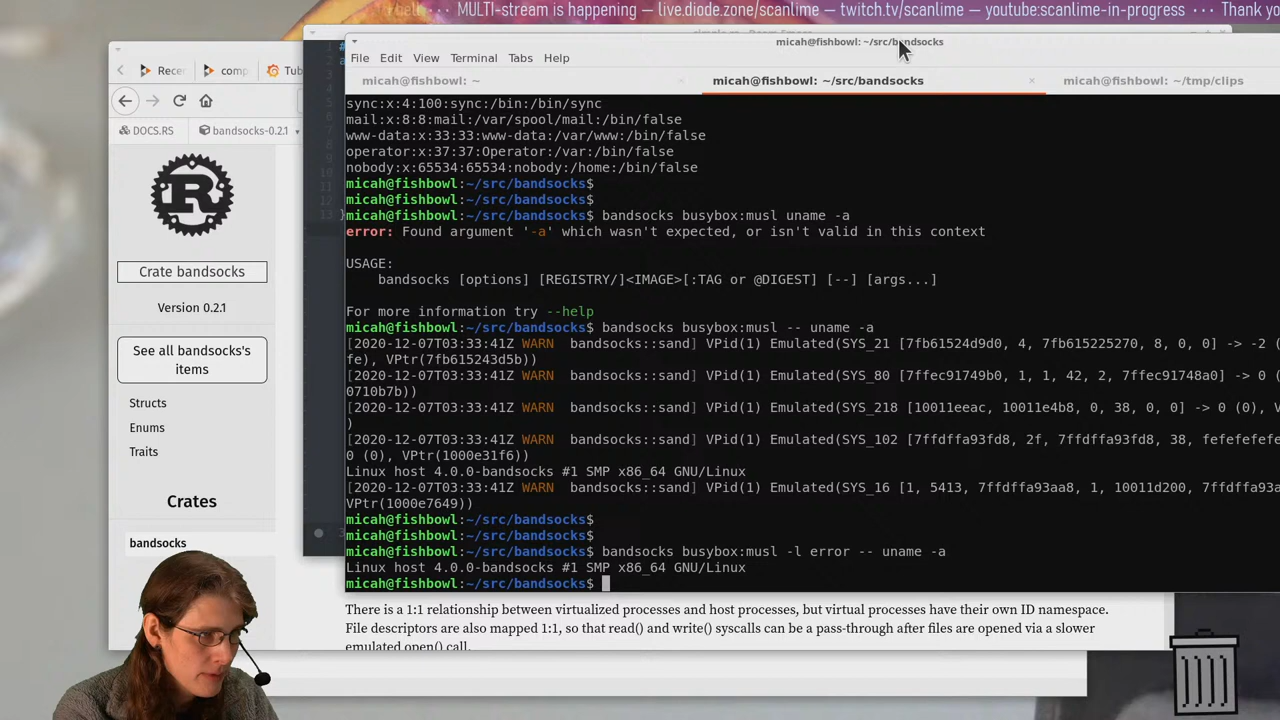 MULTI-stream is happening — live.diode.zone/scanlime — twitch.tv/scanlime — youtube:scanlime-in-progress ··· Thank
micah@fishbowl: ~/src/bandsocks
File Edit View Terminal Tabs Help
micah@fishbowl: ~
micah@fishbowl: ~/src/bandsocks
micah@fishbowl: ~/tmp/clips
Recer
comp
Tub
DOCS.RS
bandsocks-0.2.1
Crate bandsocks
Version 0.2.1
See all bandsocks's
items
Structs
Enums
Traits
Crates
bandsocks
sync:x:4:100:sync:/bin:/bin/sync
mail:x:8:8:mail:/var/spool/mail:/bin/false
www-data:x:33:33:www-data:/var/www:/bin/false
operator:x:37:37:Operator:/var:/bin/false
nobody:x:65534:65534:nobody:/home:/bin/false
micah@fishbowl:~/src/bandsocks$
micah@fishbowl:~/src/bandsocks$
micah@fishbowl:~/src/bandsocks$ bandsocks busybox:musl uname -a
error: Found argument '-a' which wasn't expected, or isn't valid in this context
USAGE:
bandsocks [options] [REGISTRY/]<IMAGE>[:TAG or @DIGEST] [--] [args...]
For more information try --help
micah@fishbowl:~/src/bandsocks$ bandsocks busybox:musl -- uname -a
[2020-12-07T03:33:41Z WARN bandsocks::sand] VPid(1) Emulated(SYS_21 [7fb61524d9d0, 4, 7fb615225270, 8, 0, 0] -> -2 (
fe), VPtr(7fb615243d5b))
[2020-12-07T03:33:41Z WARN bandsocks::sand] VPid(1) Emulated(SYS_80 [7ffec91749b0, 1, 1, 42, 2, 7ffec91748a0] -> 0 (
0710b7b))
[2020-12-07T03:33:41Z WARN bandsocks::sand] VPid(1) Emulated(SYS_218 [10011eeac, 10011e4b8, 0, 38, 0, 0] -> 0 (0), V
)
[2020-12-07T03:33:41Z WARN bandsocks::sand] VPid(1) Emulated(SYS_102 [7ffdffa93fd8, 2f, 7ffdffa93fd8, 38, fefefefefe
0 (0), VPtr(1000e31f6))
Linux host 4.0.0-bandsocks #1 SMP x86_64 GNU/Linux
[2020-12-07T03:33:41Z WARN bandsocks::sand] VPid(1) Emulated(SYS_16 [1, 5413, 7ffdffa93aa8, 1, 10011d200, 7ffdffa93a
VPtr(1000e7649))
micah@fishbowl:~/src/bandsocks$
micah@fishbowl:~/src/bandsocks$
micah@fishbowl:~/src/bandsocks$ bandsocks busybox:musl -l error -- uname -a
Linux host 4.0.0-bandsocks #1 SMP x86_64 GNU/Linux
micah@fishbowl:~/src/bandsocks$
There is a 1:1 relationship between virtualized processes and host processes, but virtual processes have their own ID namespace.
File descriptors are also mapped 1:1, so that read() and write() syscalls can be a pass-through after files are opened via a slower
emulated open() call.